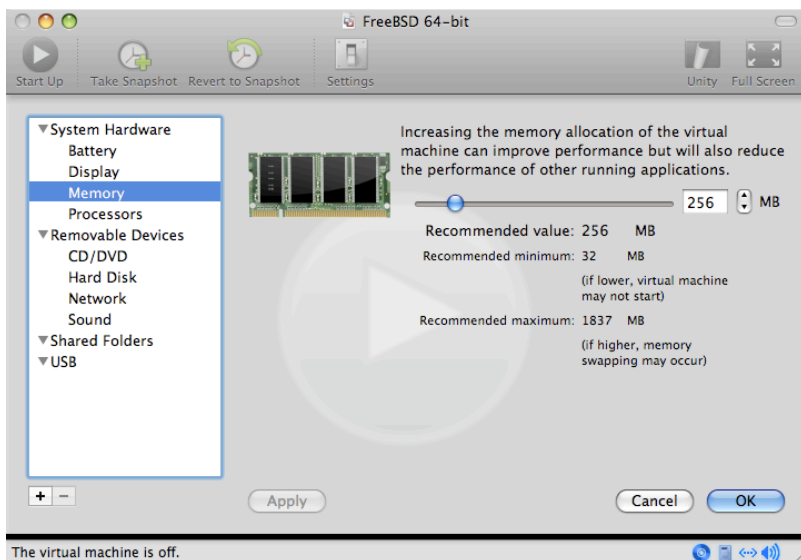 FreeBSD 64-bit
Start Up
Take Snapshot
Revert to Snapshot
Settings
Unity
Full Screen
System Hardware
Battery
Display
Memory
Processors
Removable Devices
CD/DVD
Hard Disk
Network
Sound
Shared Folders
USB
+ −
Increasing the memory allocation of the virtual
machine can improve performance but will also reduce
the performance of other running applications.
256 MB
Recommended value: 256 MB
Recommended minimum: 32 MB
(if lower, virtual machine
may not start)
Recommended maximum: 1837 MB
(if higher, memory
swapping may occur)
Apply
Cancel
OK
The virtual machine is off.